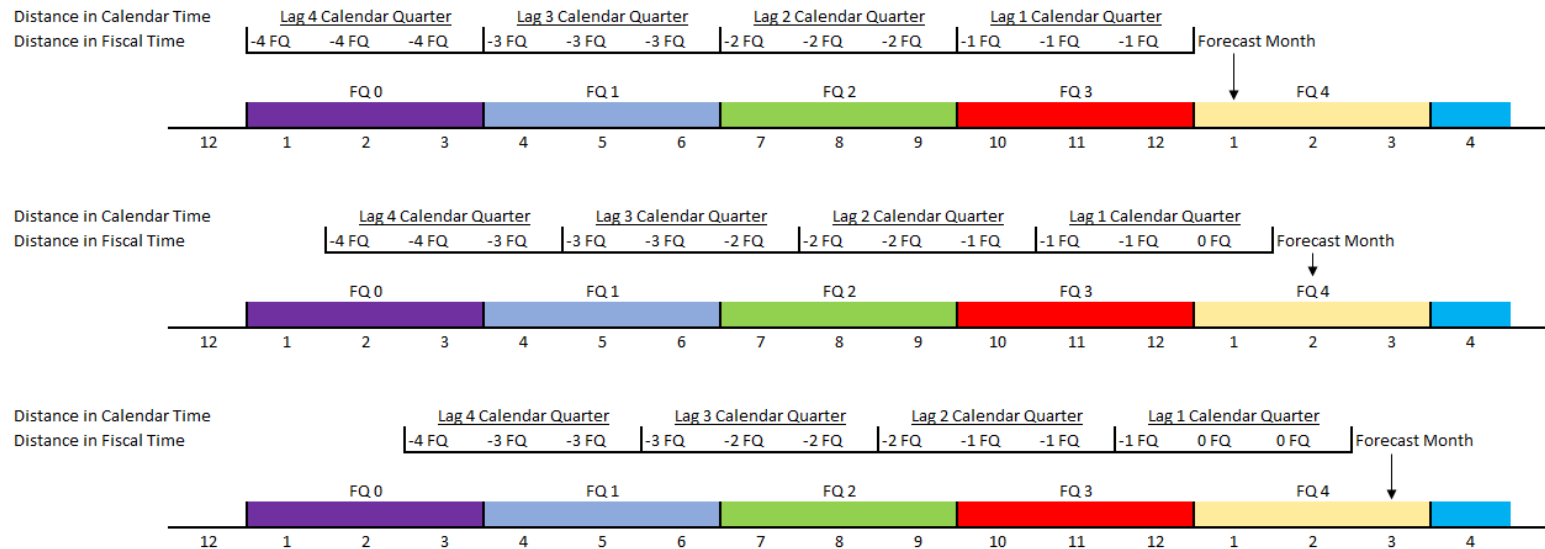 Distance in Calendar Time Lag 4 Calendar Quarter Lag 3 Calendar Quarter Lag 2 Calendar Quarter Lag 1 Calendar Quarter
Distance in Fiscal Time -4 FQ -4 FQ -4 FQ -3 FQ -3 FQ -3 FQ -2 FQ -2 FQ -2 FQ -1 FQ -1 FQ -1 FQ Forecast Month
FQ 0 FQ 1 FQ 2 FQ 3 FQ 4
12 1 2 3 4 5 6 7 8 9 10 11 12 1 2 3 4
Distance in Calendar Time Lag 4 Calendar Quarter Lag 3 Calendar Quarter Lag 2 Calendar Quarter Lag 1 Calendar Quarter
Distance in Fiscal Time -4 FQ -4 FQ -3 FQ -3 FQ -3 FQ -2 FQ -2 FQ -2 FQ -1 FQ -1 FQ -1 FQ 0 FQ Forecast Month
FQ 0 FQ 1 FQ 2 FQ 3 FQ 4
12 1 2 3 4 5 6 7 8 9 10 11 12 1 2 3 4
Distance in Calendar Time Lag 4 Calendar Quarter Lag 3 Calendar Quarter Lag 2 Calendar Quarter Lag 1 Calendar Quarter
Distance in Fiscal Time -4 FQ -3 FQ -3 FQ -3 FQ -2 FQ -2 FQ -2 FQ -1 FQ -1 FQ -1 FQ 0 FQ 0 FQ Forecast Month
FQ 0 FQ 1 FQ 2 FQ 3 FQ 4
12 1 2 3 4 5 6 7 8 9 10 11 12 1 2 3 4